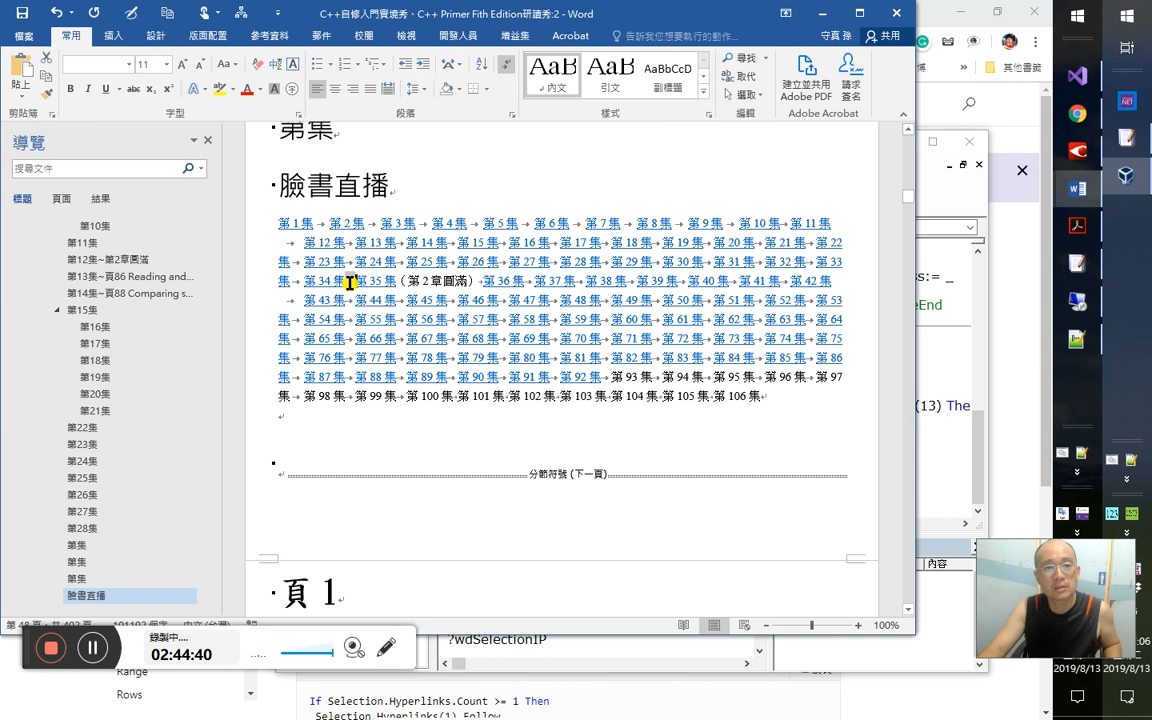 C++自修入門實境秀、C++ Primer Fith Edition研讀秀:2 - Word
檔案 常用 插入 設計 版面配置 參考資料 郵件 校閱 檢視 開發人員 增益集 Acrobat 告訴我您想要執行的動作... 守真 孫 共用
貼上
11
剪貼簿 字型 段落 樣式 編輯 Adobe Acrobat
AaB AaB AaBbCcD
內文 引文 副標題
尋找
取代
選取
建立並共用 Adobe PDF
請求簽名
其他書籤
導覽
搜尋文件
標題 頁面 結果
第10集
第11集
第12集~第2章圓滿
第13集~頁86 Reading and...
第14集~頁88 Comparing s...
第15集
第16集
第17集
第18集
第19集
第20集
第21集
第22集
第23集
第24集
第25集
第26集
第27集
第28集
第集
第集
第集
臉書直播
第集
臉書直播
第1集 第2集 第3集 第4集 第5集 第6集 第7集 第8集 第9集 第10集 第11集
第12集 第13集 第14集 第15集 第16集 第17集 第18集 第19集 第20集 第21集 第22
集 第23集 第24集 第25集 第26集 第27集 第28集 第29集 第30集 第31集 第32集 第33
集 第34集 第35集（第2章圓滿） 第36集 第37集 第38集 第39集 第40集 第41集 第42集
第43集 第44集 第45集 第46集 第47集 第48集 第49集 第50集 第51集 第52集 第53
集 第54集 第55集 第56集 第57集 第58集 第59集 第60集 第61集 第62集 第63集 第64
集 第65集 第66集 第67集 第68集 第69集 第70集 第71集 第72集 第73集 第74集 第75
集 第76集 第77集 第78集 第79集 第80集 第81集 第82集 第83集 第84集 第85集 第86
集 第87集 第88集 第89集 第90集 第91集 第92集 第93集 第94集 第95集 第96集 第97
集 第98集 第99集 第100集 第101集 第102集 第103集 第104集 第105集 第106集
分節符號 (下一頁)
頁 1
100%
錄製中....
02:44:40
ss:= _
eEnd
(13) The
內容
?wdSelectionIP
Range
Rows
If Selection.Hyperlinks.Count >= 1 Then
Selection.Hyperlinks(1).Follow
2019/8/13 2019/8/13